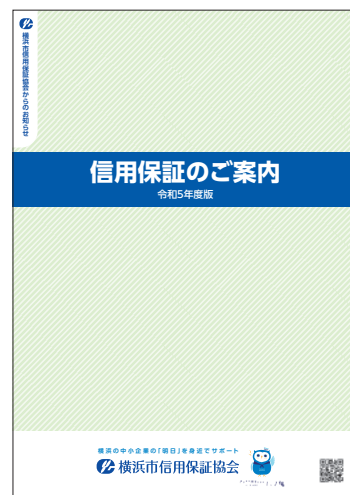 横浜市信用保証協会からのお知らせ
信用保証のご案内
令和5年度版
横浜の中小企業の「明日」を身近でサポート
横浜市信用保証協会